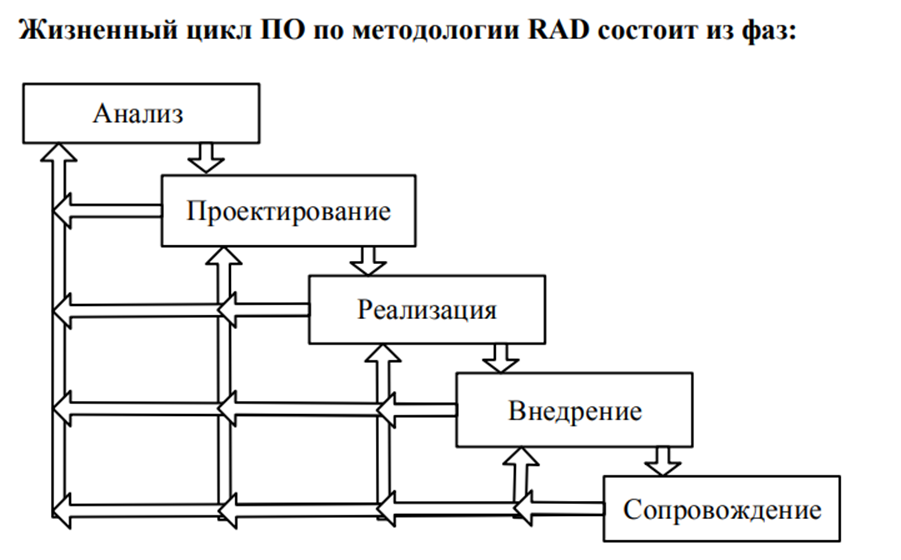 Жизненный цикл ПО по методологии RAD состоит из фаз:
Анализ
Проектирование
Реализация
Внедрение
Сопровождение